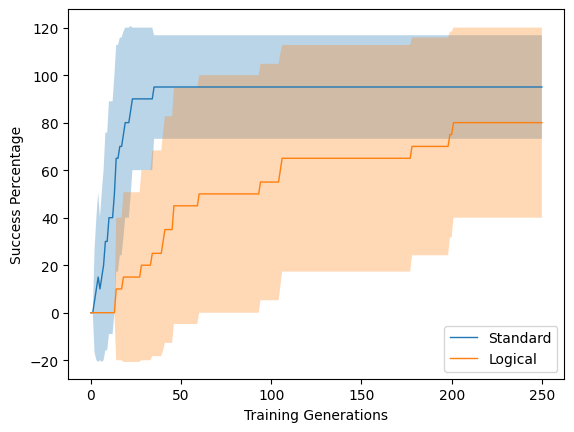 120
100
80
60
40
20
0
−20
Success Percentage
0 50 100 150 200 250
Training Generations
Standard
Logical